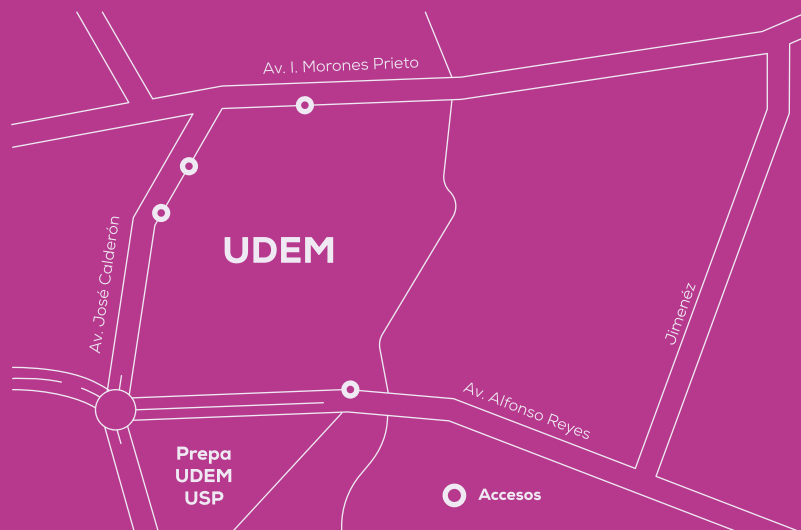 Av. I. Morones Prieto
Av. José Calderón
UDEM
Jimenéz
Av. Alfonso Reyes
Prepa
UDEM
USP
Accesos